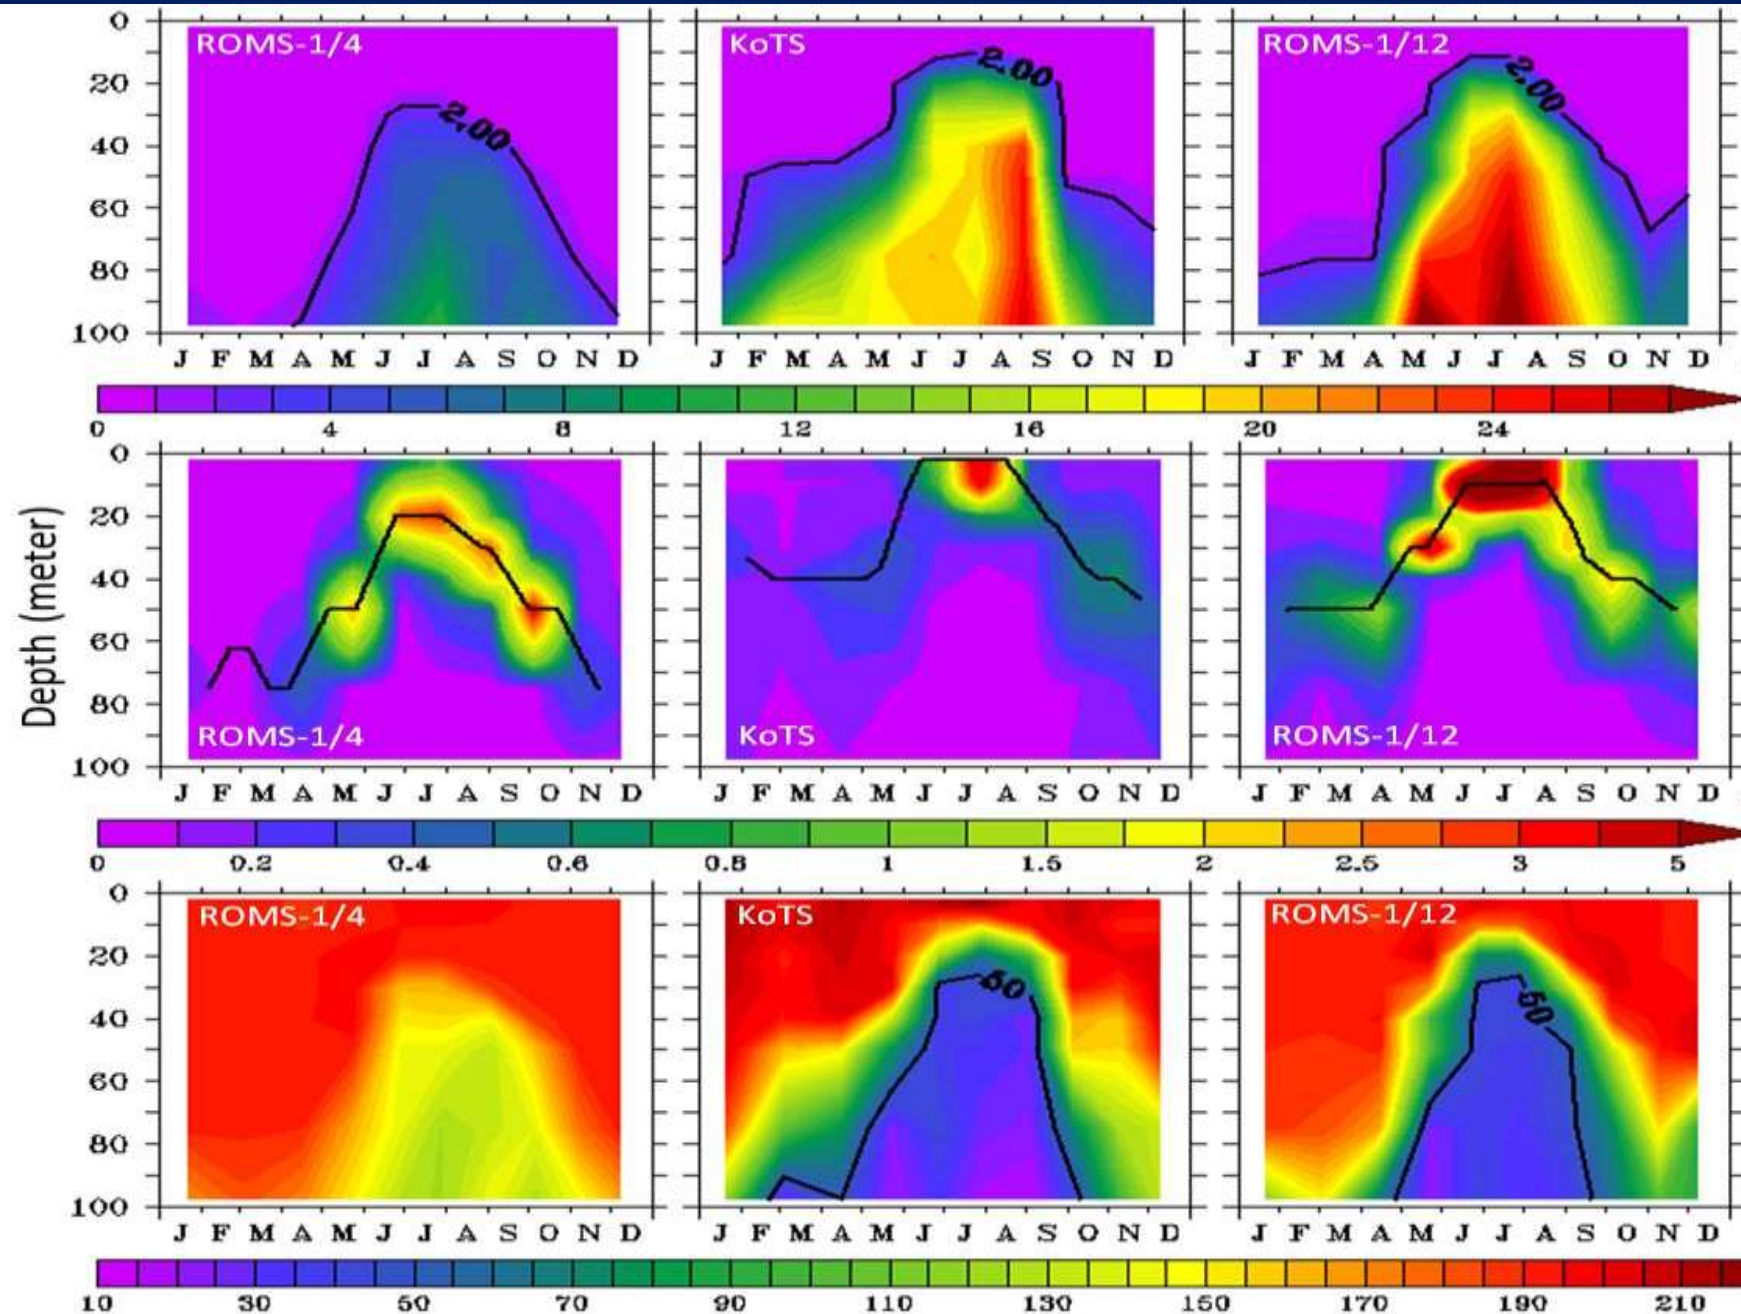 0
ROMS-1/4
KoTS
ROMS-1/12
2.00
2.00
2.00
20
40
60
80
100
J F M A M J J A S O N D
J F M A M J J A S O N D
J F M A M J J A S O N D
0 4 8 12 16 20 24
Depth (meter)
0
20
40
60
80
100
ROMS-1/4
KoTS
ROMS-1/12
J F M A M J J A S O N D
J F M A M J J A S O N D
J F M A M J J A S O N D
0 0.2 0.4 0.6 0.8 1 1.5 2 2.5 3 5
0
20
40
60
80
100
ROMS-1/4
KoTS
ROMS-1/12
50
J F M A M J J A S O N D
J F M A M J J A S O N D
J F M A M J J A S O N D
10 30 50 70 90 110 130 150 170 190 210